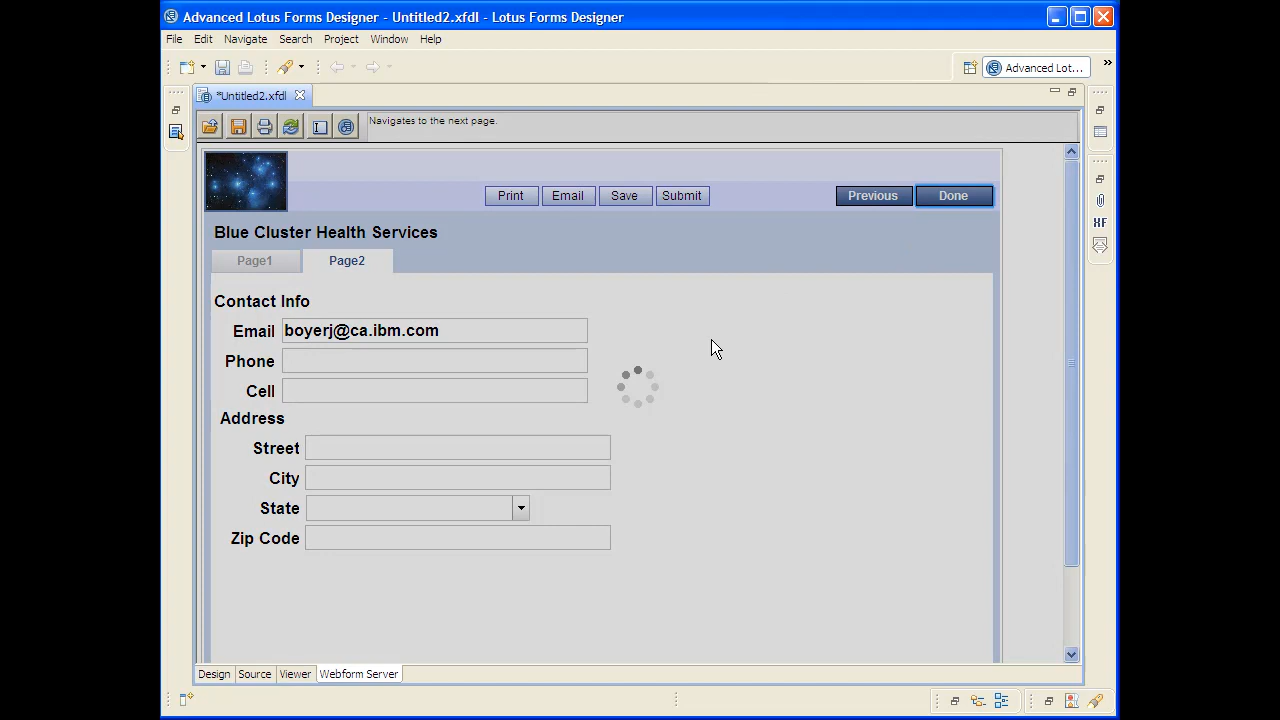 Advanced Lotus Forms Designer - Untitled2.xfdl - Lotus Forms Designer
File Edit Navigate Search Project Window Help
Advanced Lot...
*Untitled2.xfdl
Navigates to the next page.
Print Email Save Submit Previous Done
Blue Cluster Health Services
Page1 Page2
Contact Info
Email boyerj@ca.ibm.com
Phone
Cell
Address
Street
City
State
Zip Code
Design Source Viewer Webform Server